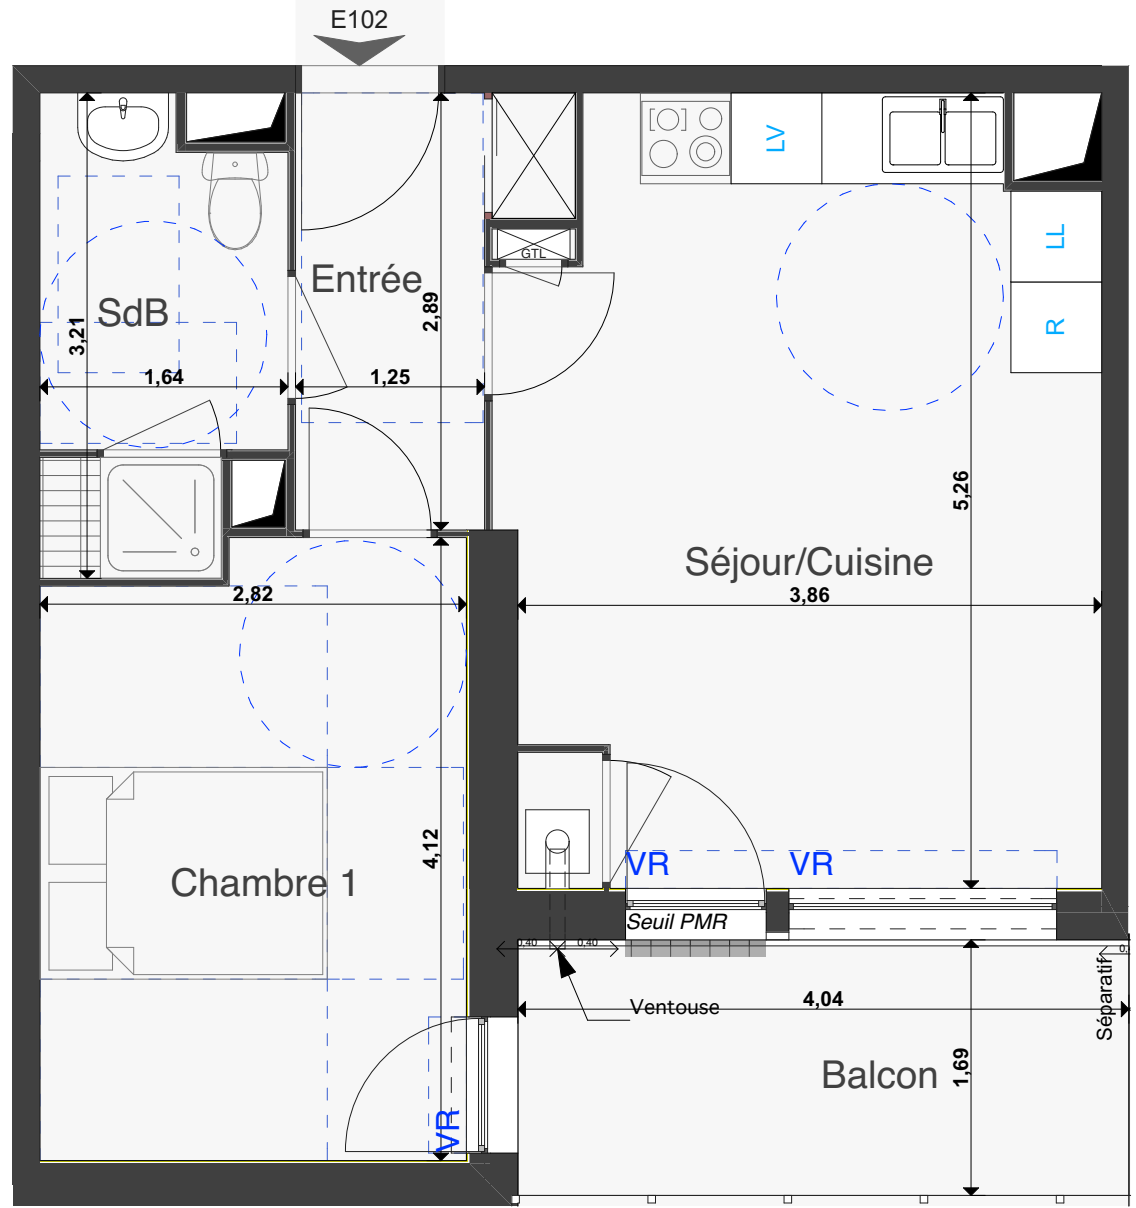 E102
LV
LL
R
GTL
Entrée
SdB
2,89
3,21
1,64
1,25
5,26
Séjour/Cuisine
3,86
2,82
4,12
Chambre 1
VR
VR
Seuil PMR
0,40
0,40
Ventouse
4,04
Séparatif
Balcon
1,69
VR